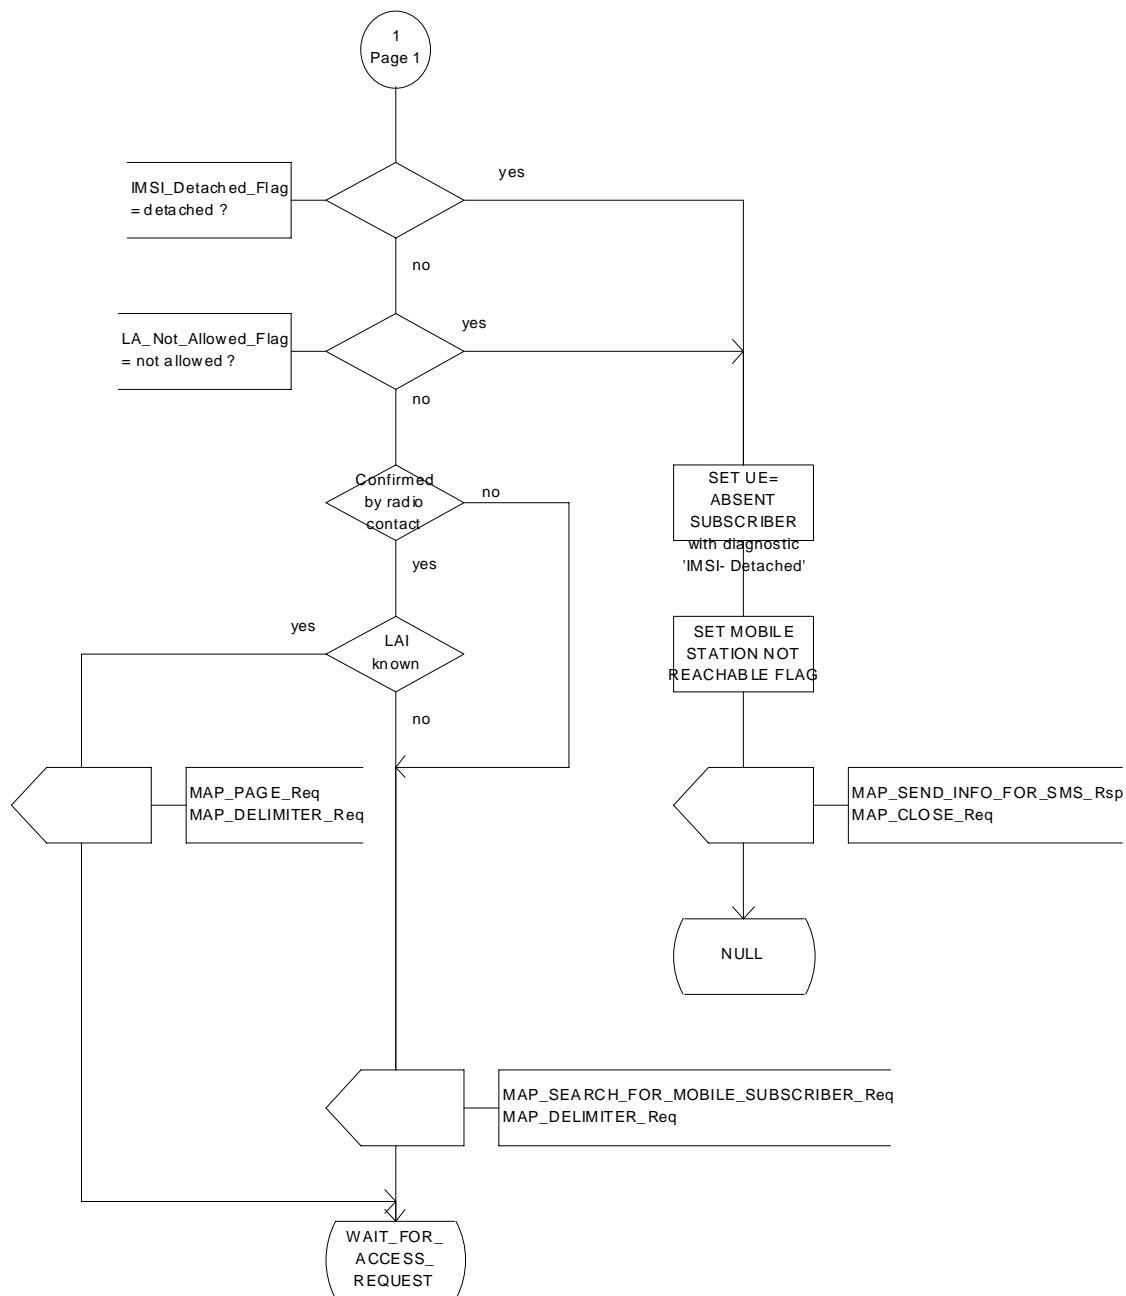 1
Page 1
yes
IMSI_Detached_Flag
= detached ?
no
yes
LA_Not_Allowed_Flag
= not allowed ?
no
Confirmed
by radio
contact
no
yes
SET UE=
ABSENT
SUBSCRIBER
with diagnostic
'IMSI- Detached'
yes
LAI
known
no
SET MOBILE
STATION NOT
REACHABLE FLAG
MAP_PAGE_Req
MAP_DELIMITER_Req
MAP_SEND_INFO_FOR_SMS_Rsp
MAP_CLOSE_Req
NULL
MAP_SEARCH_FOR_MOBILE_SUBSCRIBER_Req
MAP_DELIMITER_Req
WAIT_FOR_
ACCESS_
REQUEST